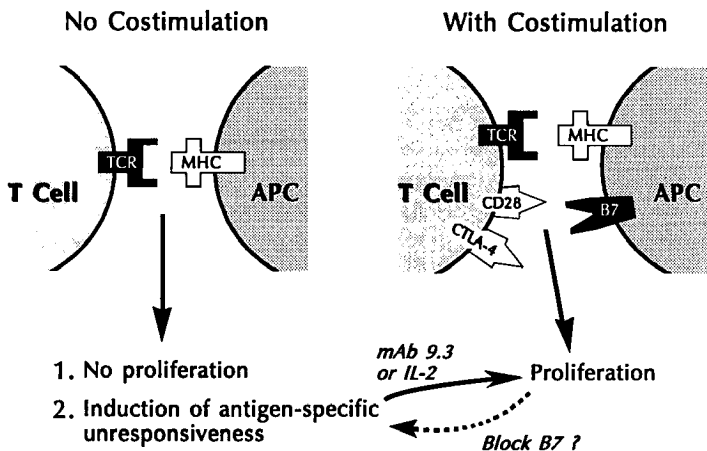 No Costimulation
With Costimulation
TCR
MHC
T Cell
APC
TCR
MHC
T Cell
CD28
B7
APC
CTLA-4
1. No proliferation
2. Induction of antigen-specific
unresponsiveness
mAb 9.3
or IL-2
Proliferation
Block B7 ?